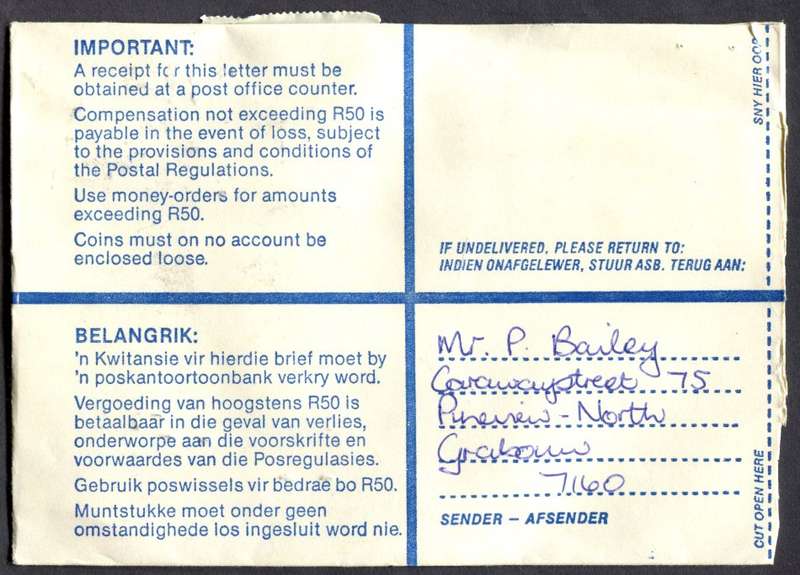 IMPORTANT:
A receipt for this letter must be
obtained at a post office counter.
Compensation not exceeding R50 is
payable in the event of loss, subject
to the provisions and conditions of
the Postal Regulations.
Use money-orders for amounts
exceeding R50.
Coins must on no account be
enclosed loose.
IF UNDELIVERED, PLEASE RETURN TO:
INDIEN ONAFGELEWER, STUUR ASB. TERUG AAN:
SNY HIER OOP
BELANGRIK:
'n Kwitansie vir hierdie brief moet by
'n poskantoortoonbank verkry word.
Vergoeding van hoogstens R50 is
betaalbaar in die geval van verlies,
onderworpe aan die voorskrifte en
voorwaardes van die Posregulasies.
Gebruik poswissels vir bedrae bo R50.
Muntstukke moet onder geen
omstandighede los ingesluit word nie.
Mr. P. Bailey
Carawaystreet 75
Pineview-North
Grabouw
7160
SENDER – AFSENDER
CUT OPEN HERE